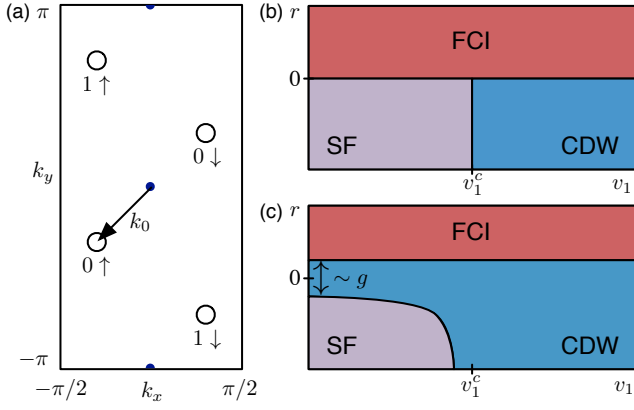 (a)
π
1 ↑
0 ↓
k_y
k_0
0 ↑
1 ↓
−π
−π/2
k_x
π/2
(b)
r
FCI
0
SF
CDW
v_1^c
v_1
(c)
r
FCI
0
∼ g
SF
CDW
v_1^c
v_1